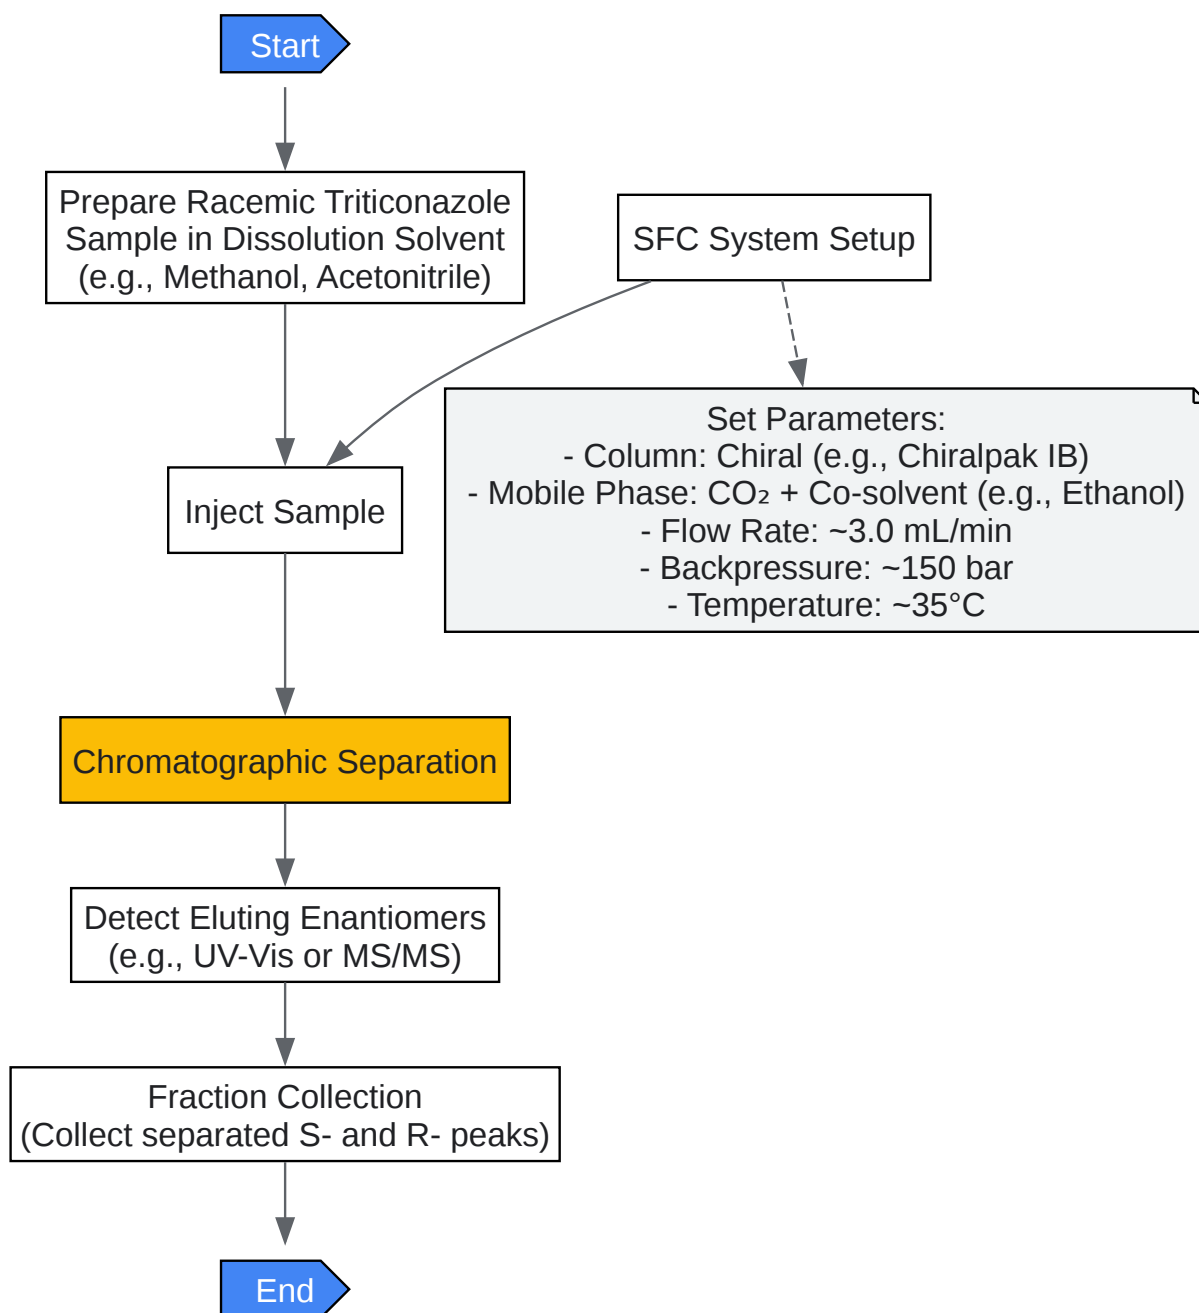 Start
Prepare Racemic Triticonazole
Sample in Dissolution Solvent
(e.g., Methanol, Acetonitrile)
SFC System Setup
Set Parameters:
- Column: Chiral (e.g., Chiralpak IB)
- Mobile Phase: CO₂ + Co-solvent (e.g., Ethanol)
- Flow Rate: ~3.0 mL/min
- Backpressure: ~150 bar
- Temperature: ~35°C
Inject Sample
Chromatographic Separation
Detect Eluting Enantiomers
(e.g., UV-Vis or MS/MS)
Fraction Collection
(Collect separated S- and R- peaks)
End